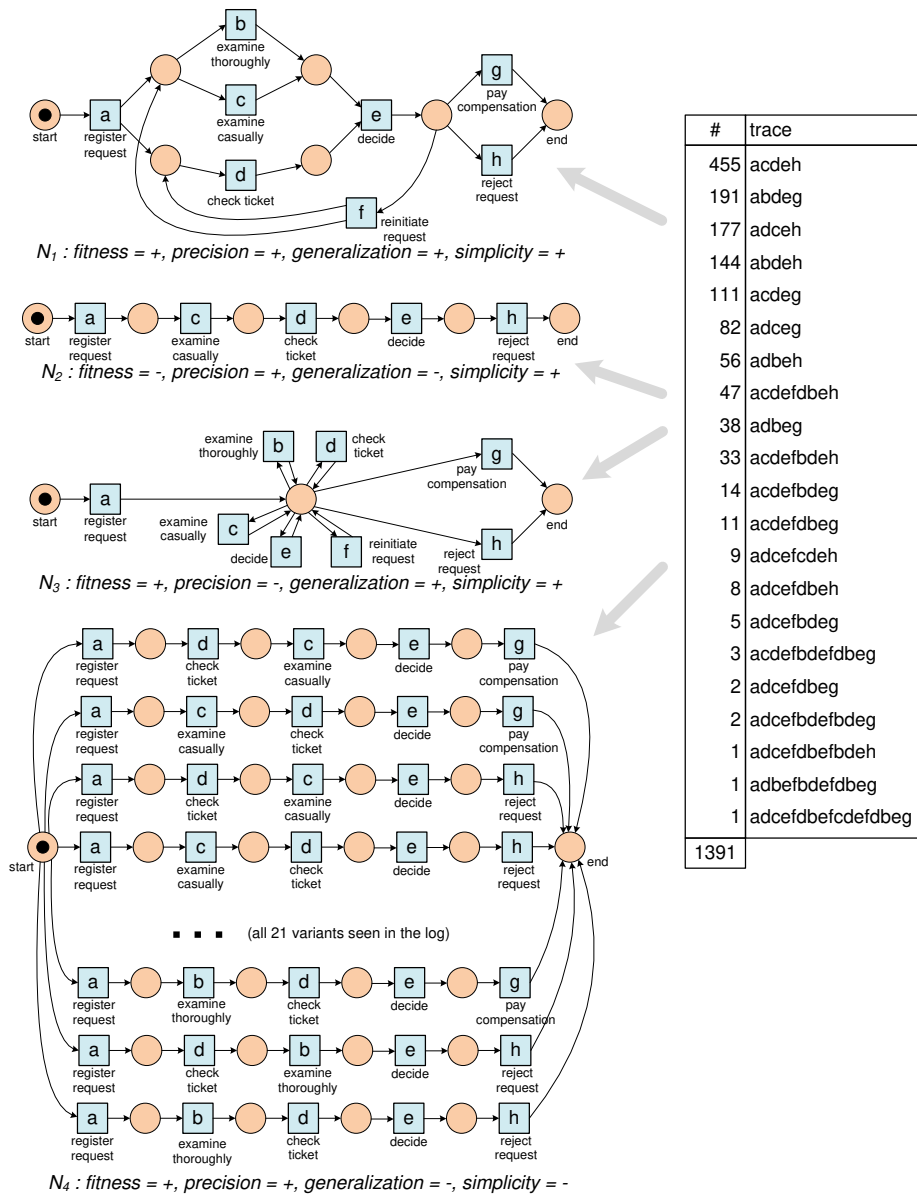 b
examine
thoroughly
g
pay
compensation
a
c
e
start
register
request
examine
casually
decide
end
d
check ticket
h
reject
request
f
reinitiate
request
N1 : fitness = +, precision = +, generalization = +, simplicity = +
a
c
d
e
h
start
register
request
examine
casually
check
ticket
decide
reject
request
end
N2 : fitness = -, precision = +, generalization = -, simplicity = +
examine
thoroughly
b
d
check
ticket
g
pay
compensation
a
start
register
request
end
c
examine
casually
decide
e
f
reinitiate
request
reject
request
h
N3 : fitness = +, precision = -, generalization = +, simplicity = +
a
d
c
e
g
register
request
check
ticket
examine
casually
decide
pay
compensation
a
c
d
e
g
register
request
examine
casually
check
ticket
decide
pay
compensation
a
d
c
e
h
register
request
check
ticket
examine
casually
decide
reject
request
a
c
d
e
h
start
register
request
examine
casually
check
ticket
decide
reject
request
end
(all 21 variants seen in the log)
a
b
d
e
g
register
request
examine
thoroughly
check
ticket
decide
pay
compensation
a
d
b
e
h
register
request
check
ticket
examine
thoroughly
decide
reject
request
a
b
d
e
h
register
request
examine
thoroughly
check
ticket
decide
reject
request
N4 : fitness = +, precision = +, generalization = -, simplicity = -
# trace
455 acdeh
191 abdeg
177 adceh
144 abdeh
111 acdeg
82 adceg
56 adbeh
47 acdefdbeh
38 adbeg
33 acdefbdeh
14 acdefbdeg
11 acdefdbeg
9 adcefcdeh
8 adcefdbeh
5 adcefbdeg
3 acdefbdefdbeg
2 adcefdbeg
2 adcefbdefbdeg
1 adcefdbefbdeh
1 adbefbdefdbeg
1 adcefdbefcdefdbeg
1391